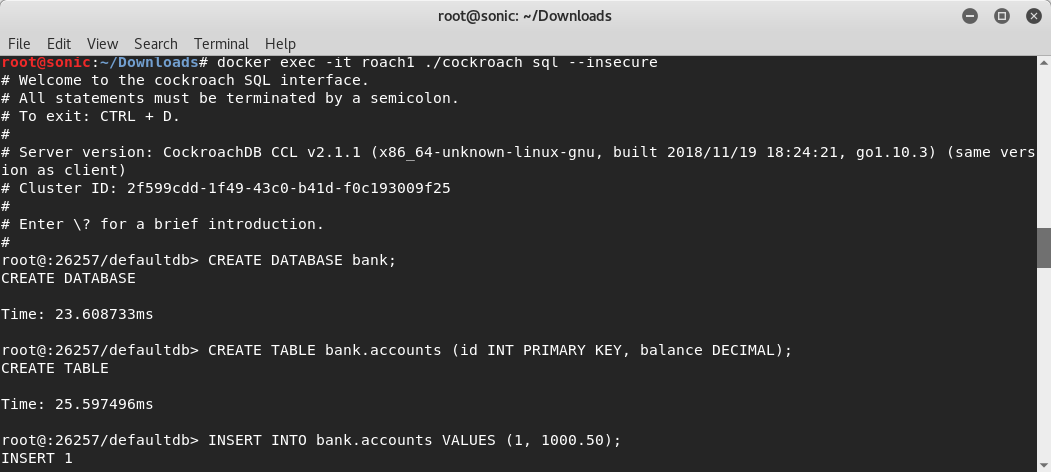 root@sonic: ~/Downloads
File Edit View Search Terminal Help
root@sonic:~/Downloads# docker exec -it roach1 ./cockroach sql --insecure
# Welcome to the cockroach SQL interface.
# All statements must be terminated by a semicolon.
# To exit: CTRL + D.
#
# Server version: CockroachDB CCL v2.1.1 (x86_64-unknown-linux-gnu, built 2018/11/19 18:24:21, go1.10.3) (same vers
ion as client)
# Cluster ID: 2f599cdd-1f49-43c0-b41d-f0c193009f25
#
# Enter \? for a brief introduction.
#
root@:26257/defaultdb> CREATE DATABASE bank;
CREATE DATABASE
Time: 23.608733ms
root@:26257/defaultdb> CREATE TABLE bank.accounts (id INT PRIMARY KEY, balance DECIMAL);
CREATE TABLE
Time: 25.597496ms
root@:26257/defaultdb> INSERT INTO bank.accounts VALUES (1, 1000.50);
INSERT 1